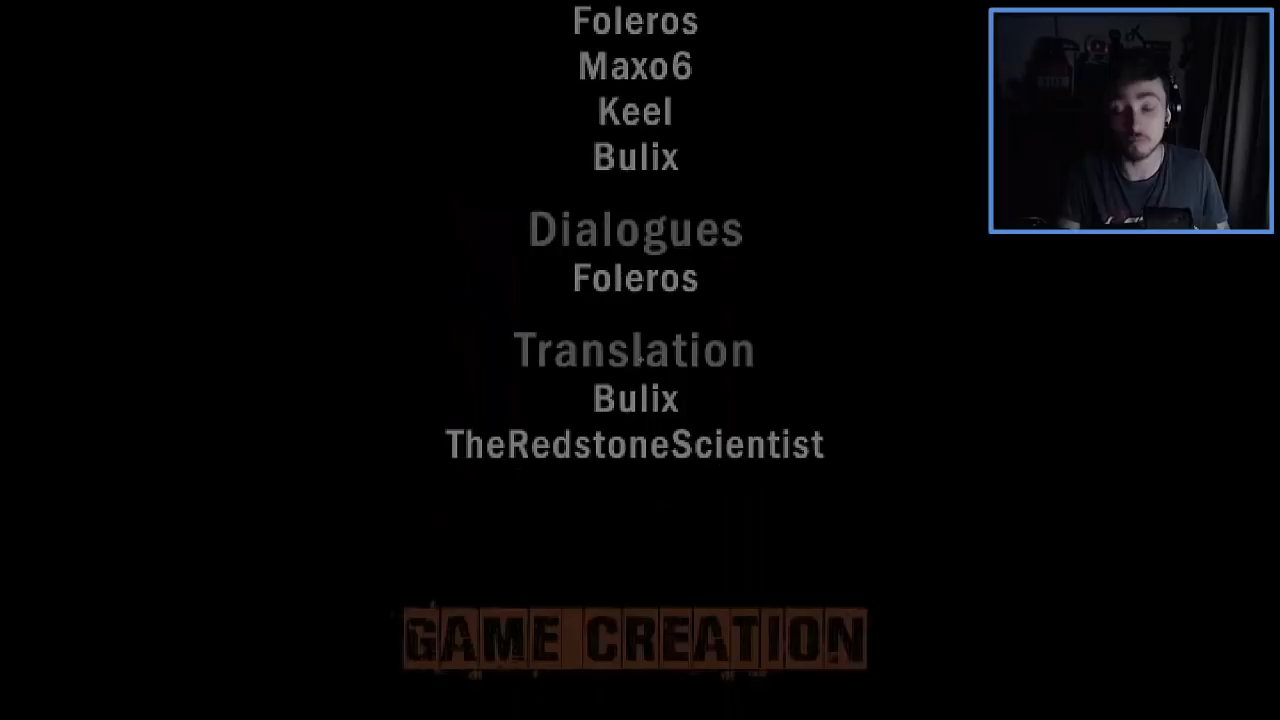 Foleros
Maxo6
Keel
Bulix
Dialogues
Foleros
Translation
Bulix
TheRedstoneScientist
GAME CREATION